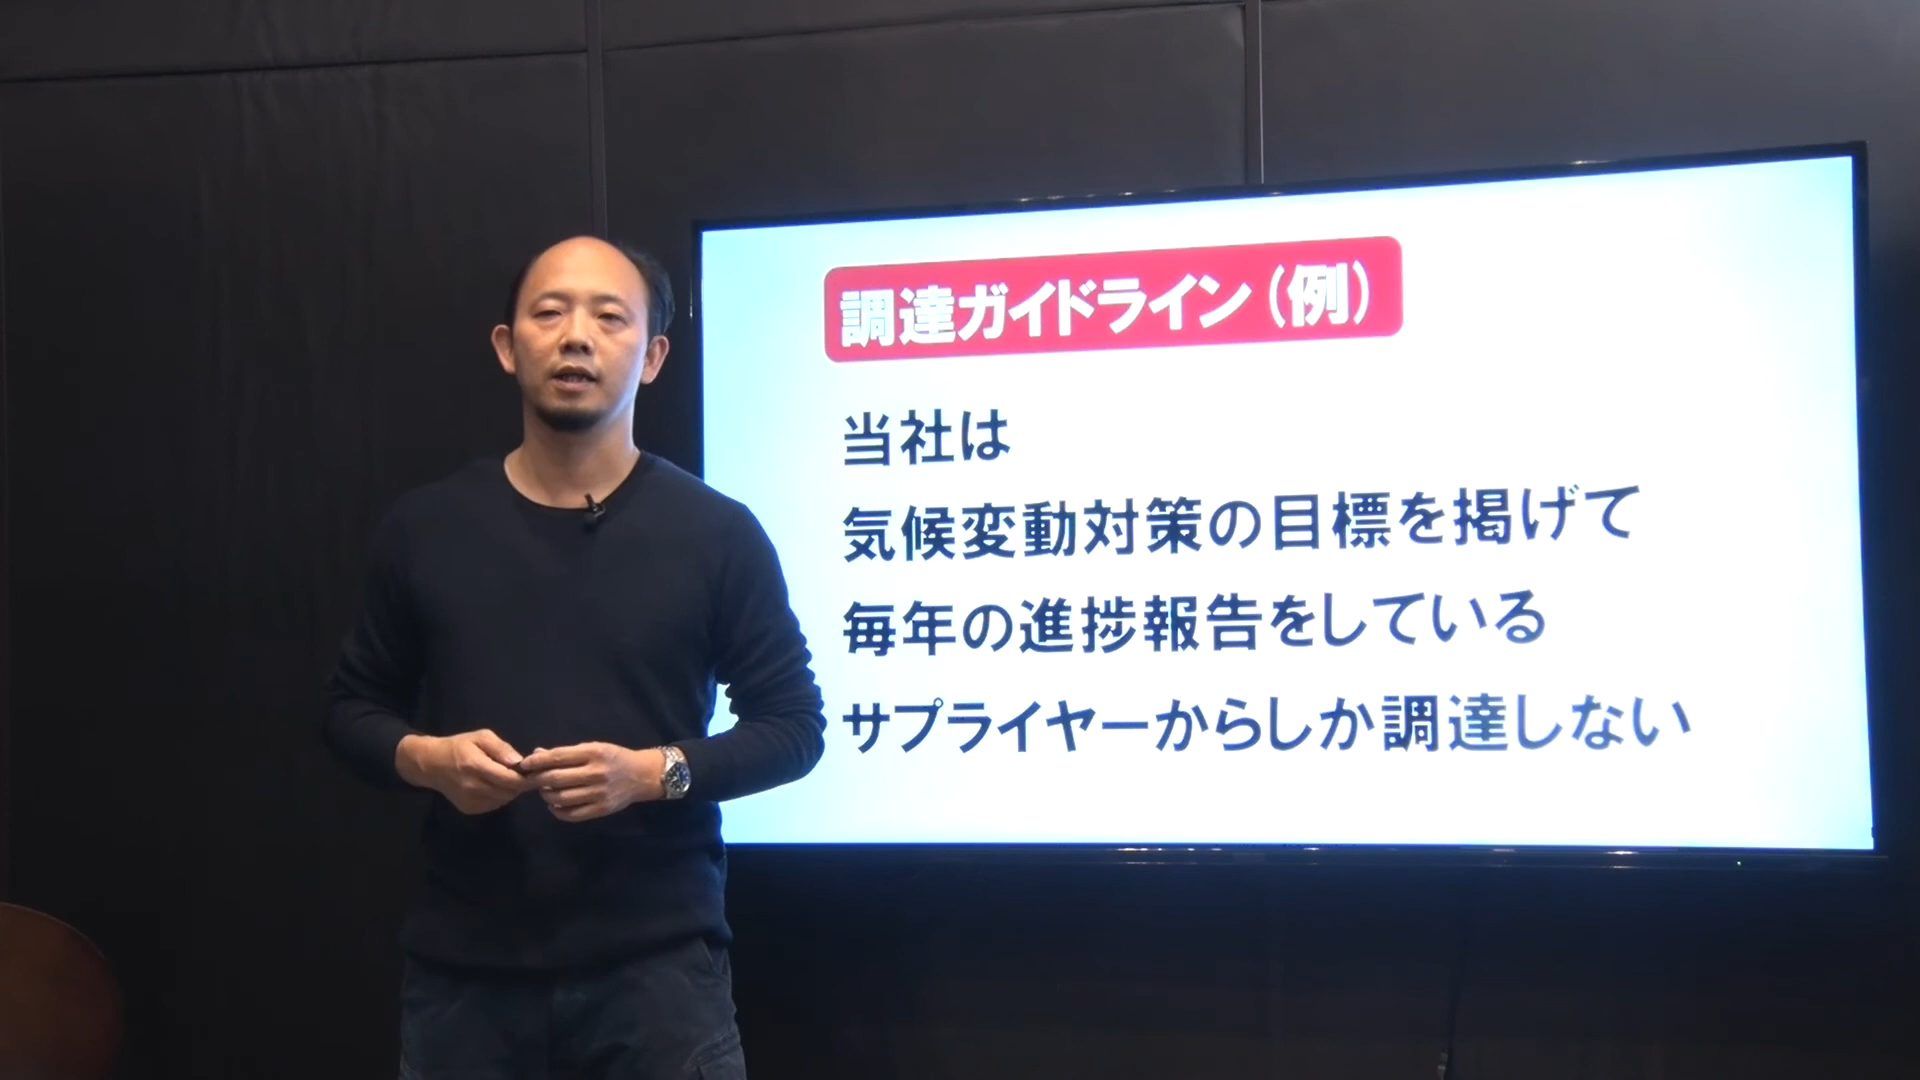 調達ガイドライン（例）
当社は
気候変動対策の目標を掲げて
毎年の進捗報告をしている
サプライヤーからしか調達しない